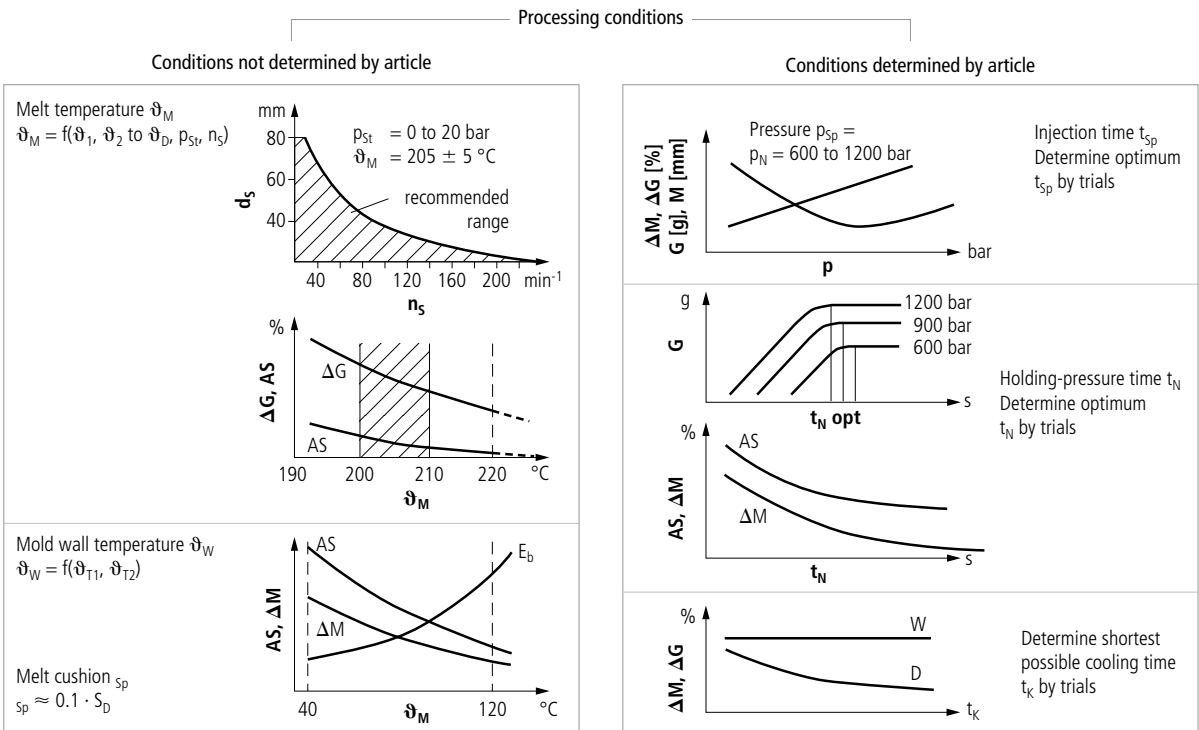 Processing conditions
Conditions not determined by article
Melt temperature ϑM
ϑM = f(ϑ1, ϑ2 to ϑD, pSt, nS)
mm
80
60
40
dS
pSt = 0 to 20 bar
ϑM = 205 ± 5 °C
recommended
range
40 80 120 160 200 min-1
nS
%
ΔG, AS
ΔG
AS
190 200 210 220 °C
ϑM
Mold wall temperature ϑW
ϑW = f(ϑT1, ϑT2)
Melt cushion Sp
Sp ≈ 0.1 · SD
AS, ΔM
AS
ΔM
Eb
40 120 °C
ϑM
Conditions determined by article
ΔM, ΔG [%]
G [g], M [mm]
Pressure pSp =
pN = 600 to 1200 bar
bar
p
Injection time tSp
Determine optimum
tSp by trials
g
G
1200 bar
900 bar
600 bar
s
tN opt
Holding-pressure time tN
Determine optimum
tN by trials
%
AS, ΔM
AS
ΔM
s
tN
%
ΔM, ΔG
W
D
tK
Determine shortest
possible cooling time
tK by trials